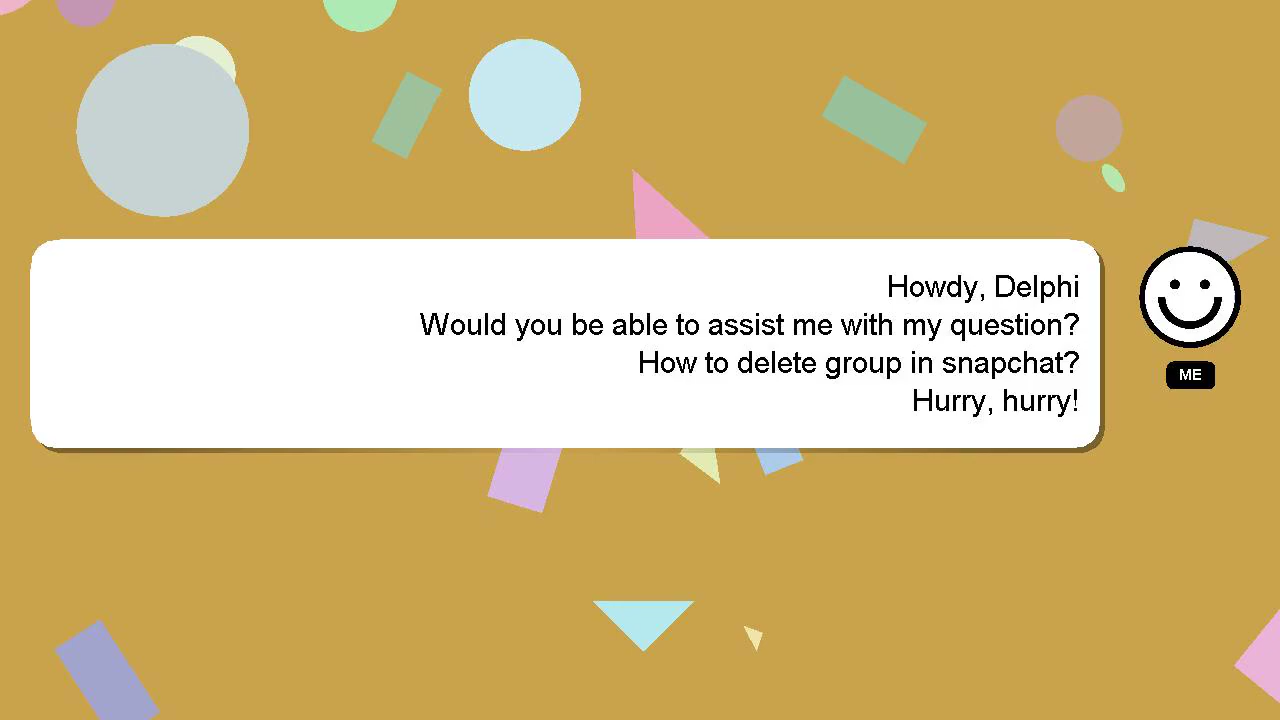 Howdy, Delphi
Would you be able to assist me with my question?
How to delete group in snapchat?
Hurry, hurry!
ME